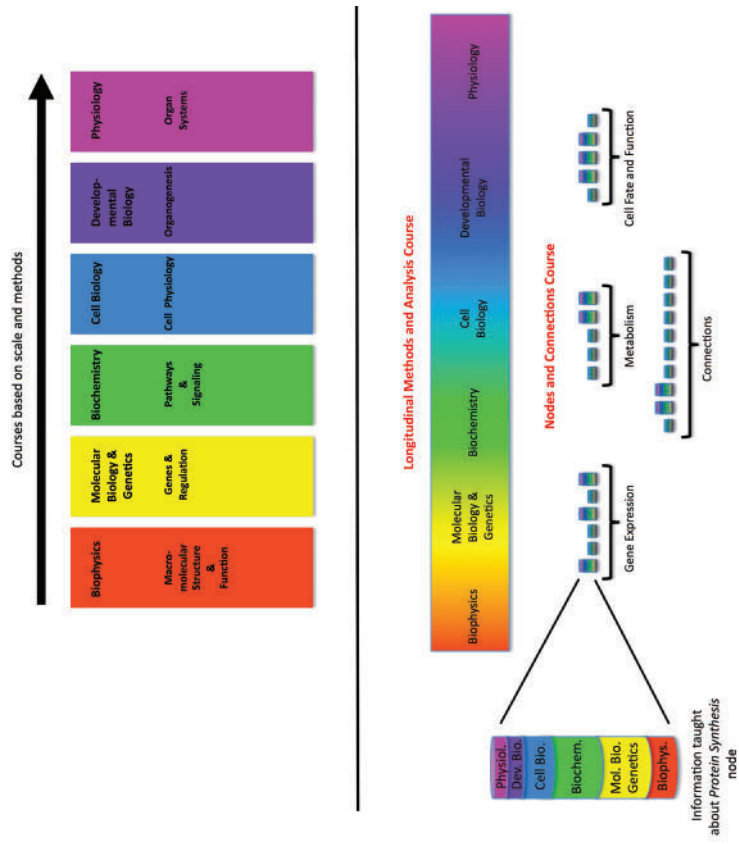 Courses based on scale and methods
Biophysics
Macro-
molecular
Structure
&
Function
Molecular
Biology &
Genetics
Genes &
Regulation
Biochemistry
Pathways
&
Signaling
Cell Biology
Cell Physiology
Develop-
mental
Biology
Organogenesis
Physiology
Organ
Systems
Longitudinal Methods and Analysis Course
Biophysics
Molecular
Biology &
Genetics
Biochemistry
Cell
Biology
Developmental
Biology
Physiology
Nodes and Connections Course
Gene Expression
Metabolism
Cell Fate and Function
Connections
Physiol.
Dev. Bio.
Cell Bio.
Biochem.
Mol. Bio.
Genetics
Biophys.
Information taught
about Protein Synthesis
node